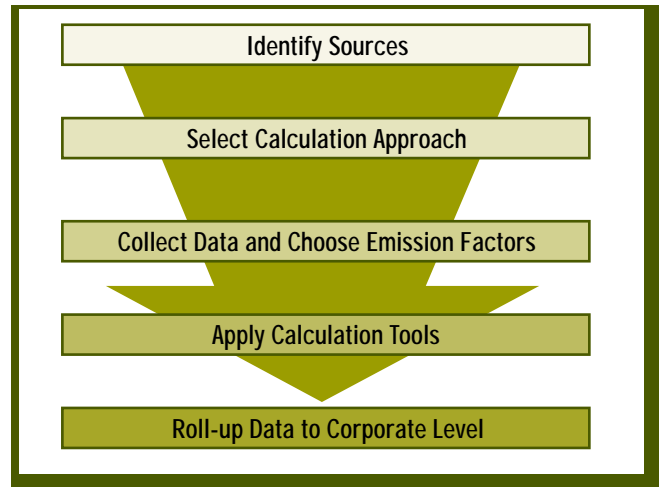 Identify Sources
Select Calculation Approach
Collect Data and Choose Emission Factors
Apply Calculation Tools
Roll-up Data to Corporate Level